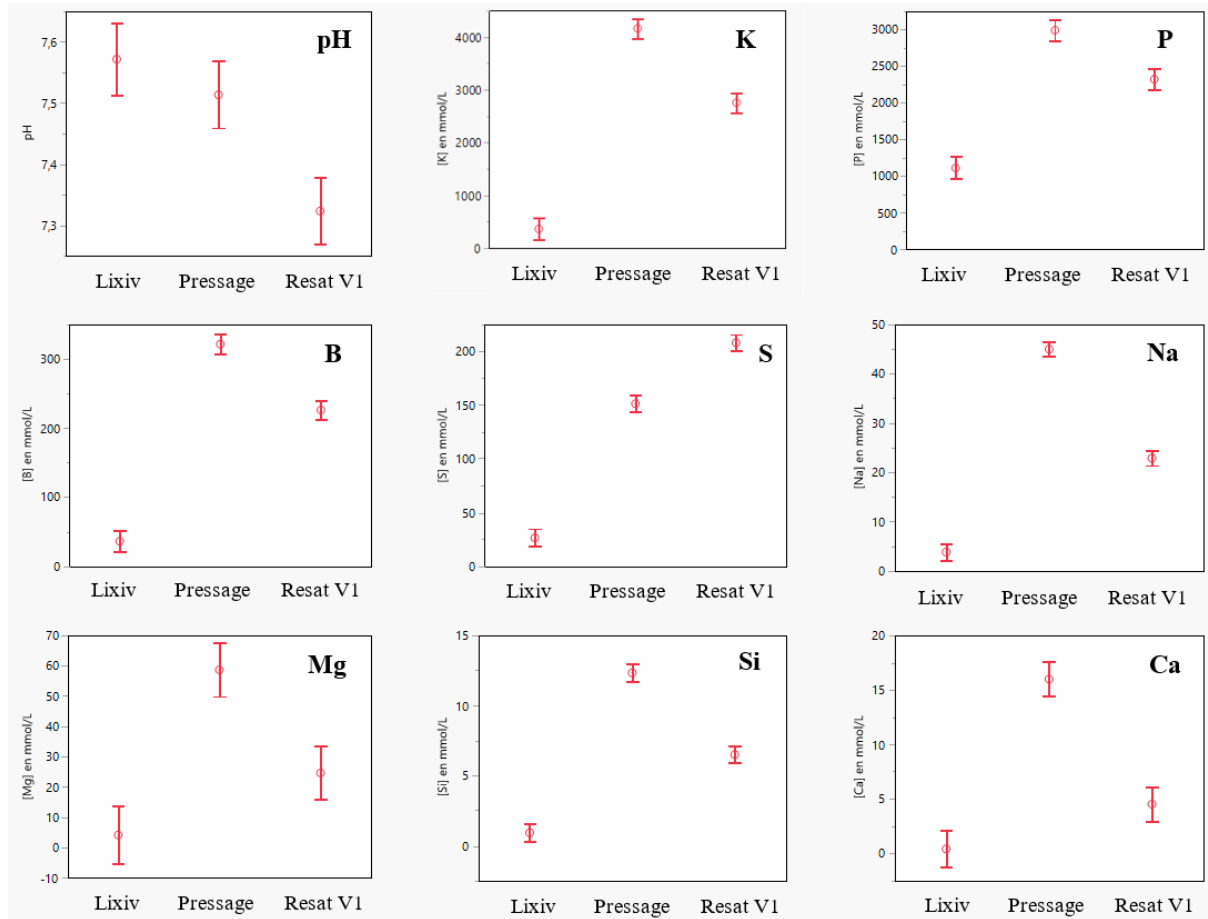 pH
7,6
7,5
7,4
7,3
pH
Lixiv Pressage Resat V1
K
4000
3000
2000
1000
0
[K] en mmol/L
Lixiv Pressage Resat V1
P
3000
2500
2000
1500
1000
500
0
[P] en mmol/L
Lixiv Pressage Resat V1
B
300
200
100
0
[B] en mmol/L
Lixiv Pressage Resat V1
S
200
150
100
50
0
[S] en mmol/L
Lixiv Pressage Resat V1
Na
50
40
30
20
10
0
[Na] en mmol/L
Lixiv Pressage Resat V1
Mg
70
60
50
40
30
20
10
0
-10
[Mg] en mmol/L
Lixiv Pressage Resat V1
Si
15
10
5
0
[Si] en mmol/L
Lixiv Pressage Resat V1
Ca
20
15
10
5
0
[Ca] en mmol/L
Lixiv Pressage Resat V1